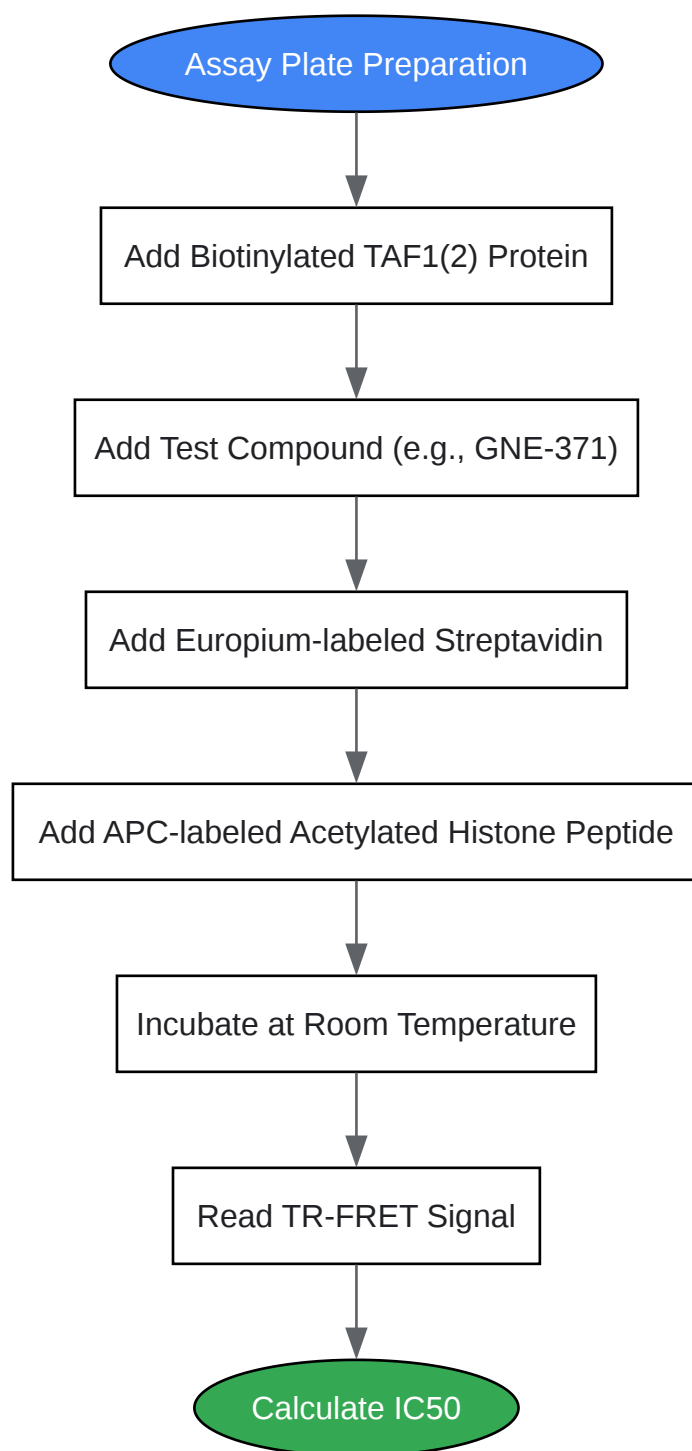 Assay Plate Preparation
Add Biotinylated TAF1(2) Protein
Add Test Compound (e.g., GNE-371)
Add Europium-labeled Streptavidin
Add APC-labeled Acetylated Histone Peptide
Incubate at Room Temperature
Read TR-FRET Signal
Calculate IC50